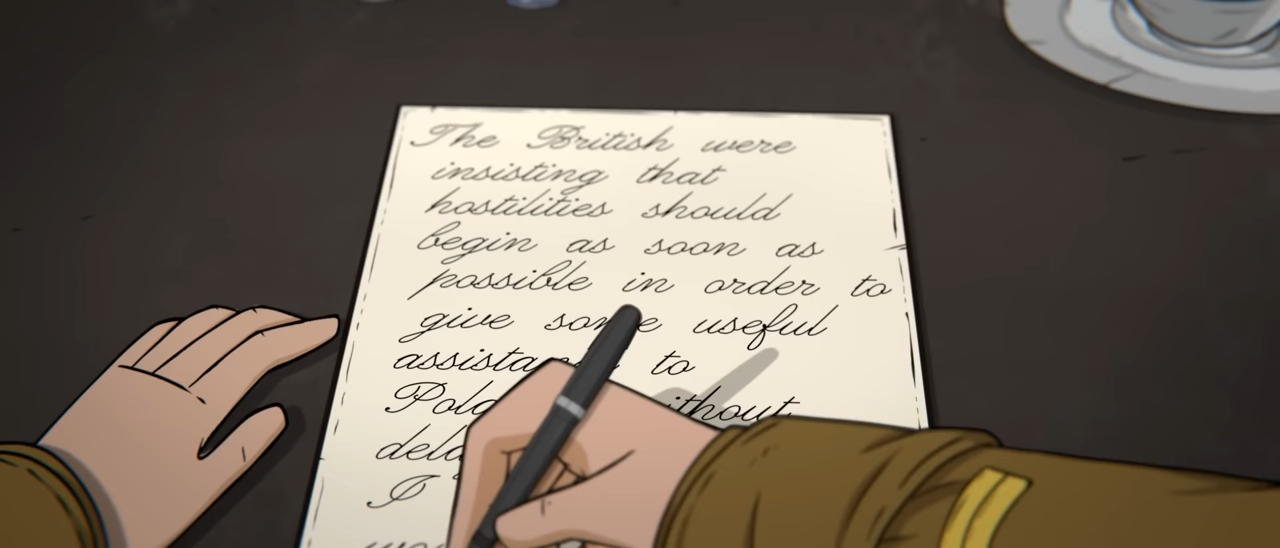 The British were
insisting that
hostilities should
begin as soon as
possible in order to
give some useful
to
I